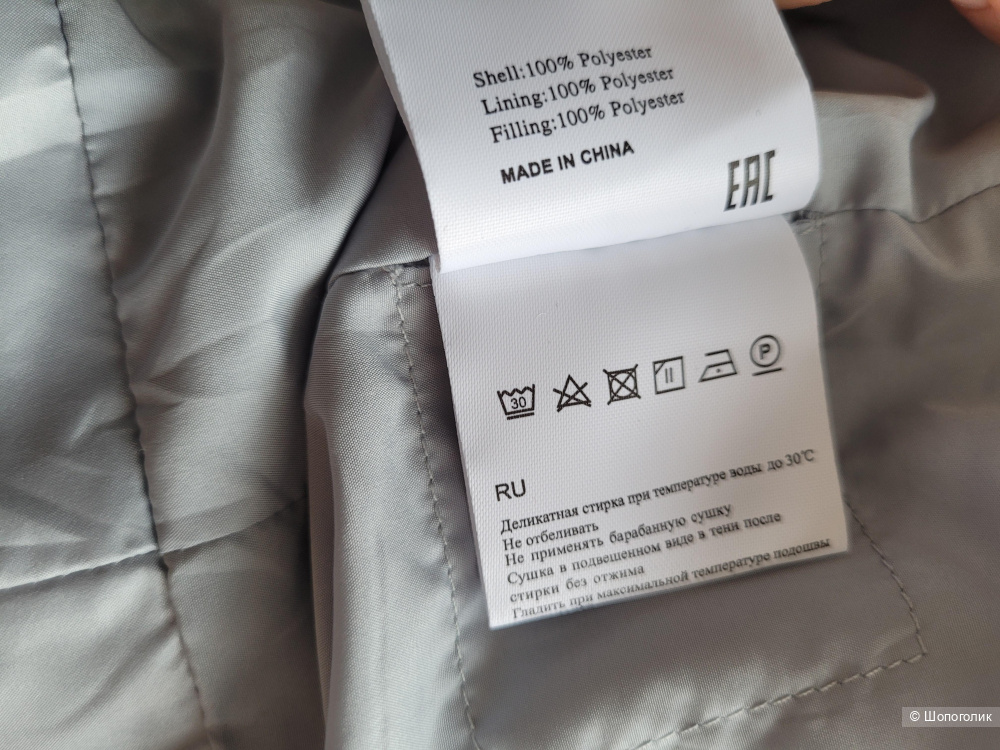 Shell:100% Polyester
Lining:100% Polyester
Filling:100% Polyester
MADE IN CHINA
EAC
30
P
RU
Деликатная стирка при температуре воды до 30℃
Не отбеливать
Не применять барабанную сушку
Сушка в подвешенном виде в тени после
стирки без отжима
Гладить при максимальной температуре подошвы
© Шопоголик